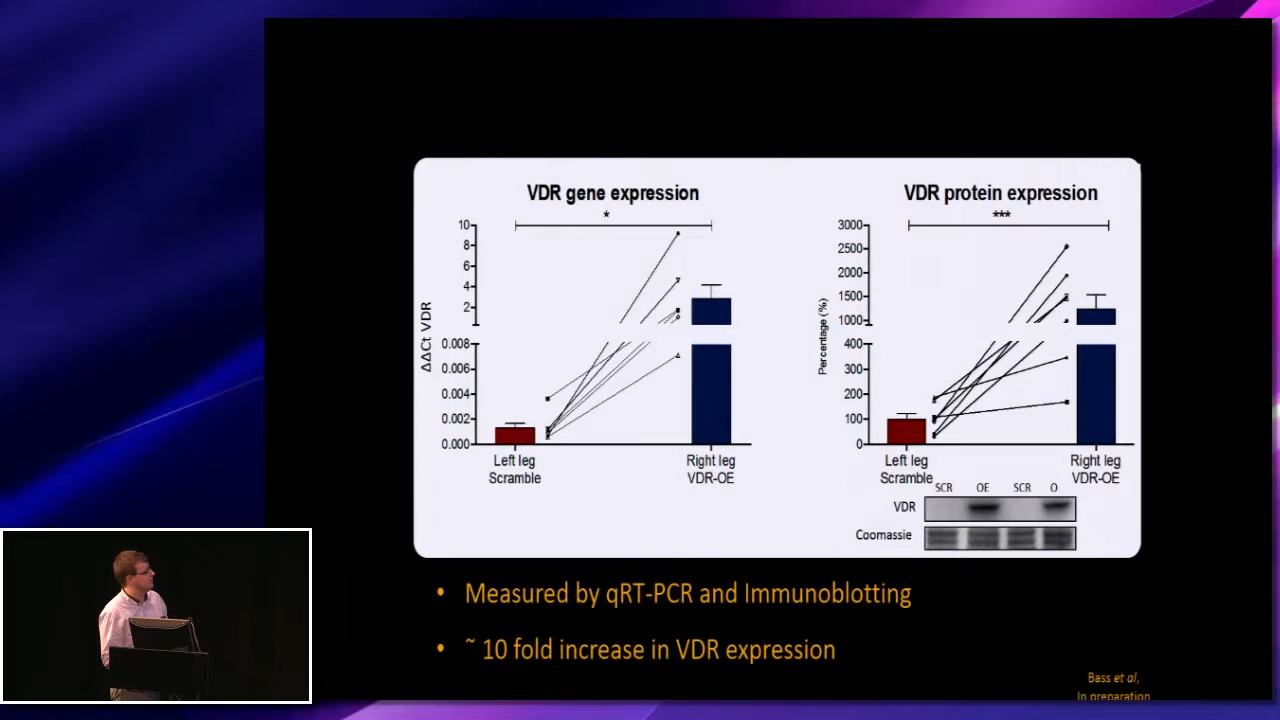 VDR gene expression
*
10
8
6
4
2
0.008
0.006
0.004
0.002
0.000
ΔΔCt VDR
Left leg
Scramble
Right leg
VDR-OE
VDR protein expression
***
3000
2500
2000
1500
1000
400
300
200
100
0
Percentage (%)
Left leg
Scramble
Right leg
VDR-OE
SCR OE SCR O
VDR
Coomassie
• Measured by qRT-PCR and Immunoblotting
• ~ 10 fold increase in VDR expression
Bass et al,
In preparation